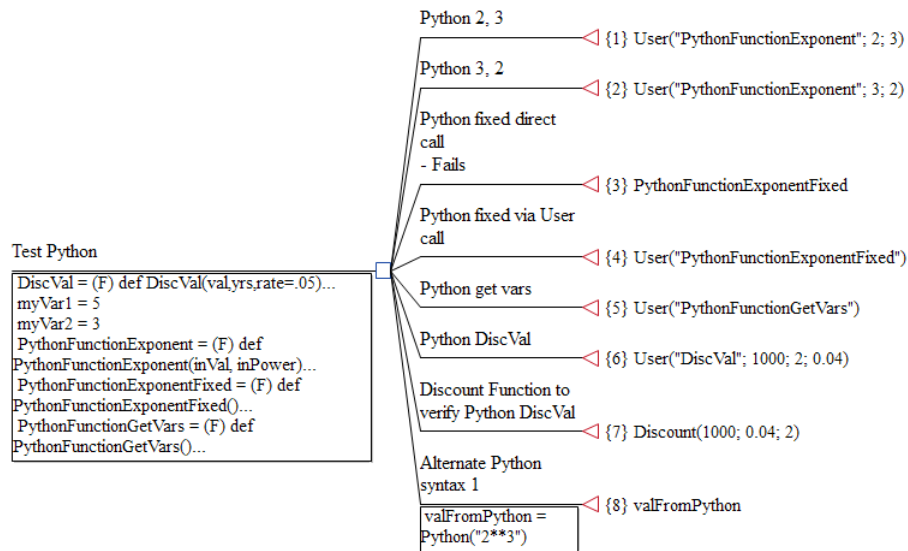 Python 2, 3
{1} User("PythonFunctionExponent"; 2; 3)
Python 3, 2
{2} User("PythonFunctionExponent"; 3; 2)
Python fixed direct
call
- Fails
{3} PythonFunctionExponentFixed
Python fixed via User
call
{4} User("PythonFunctionExponentFixed")
Test Python
DiscVal = (F) def DiscVal(val,yrs,rate=.05)...
myVar1 = 5
myVar2 = 3
PythonFunctionExponent = (F) def
PythonFunctionExponent(inVal, inPower)...
PythonFunctionExponentFixed = (F) def
PythonFunctionExponentFixed()...
PythonFunctionGetVars = (F) def
PythonFunctionGetVars()...
Python get vars
{5} User("PythonFunctionGetVars")
Python DiscVal
{6} User("DiscVal"; 1000; 2; 0.04)
Discount Function to
verify Python DiscVal
{7} Discount(1000; 0.04; 2)
Alternate Python
syntax 1
{8} valFromPython
valFromPython =
Python("2**3")